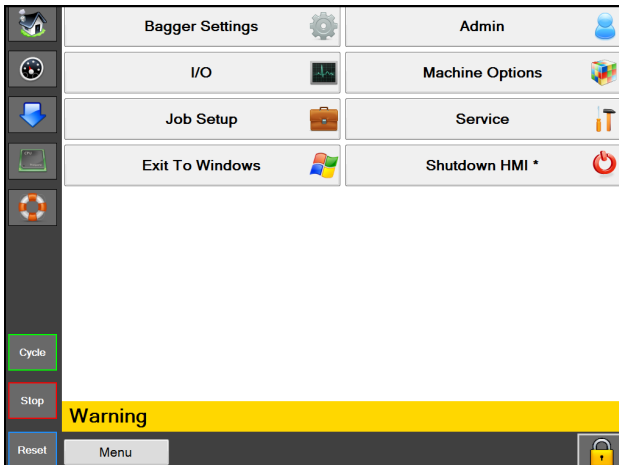 Bagger Settings
Admin
I/O
Machine Options
Job Setup
Service
Exit To Windows
Shutdown HMI *
Cycle
Stop
Warning
Reset
Menu